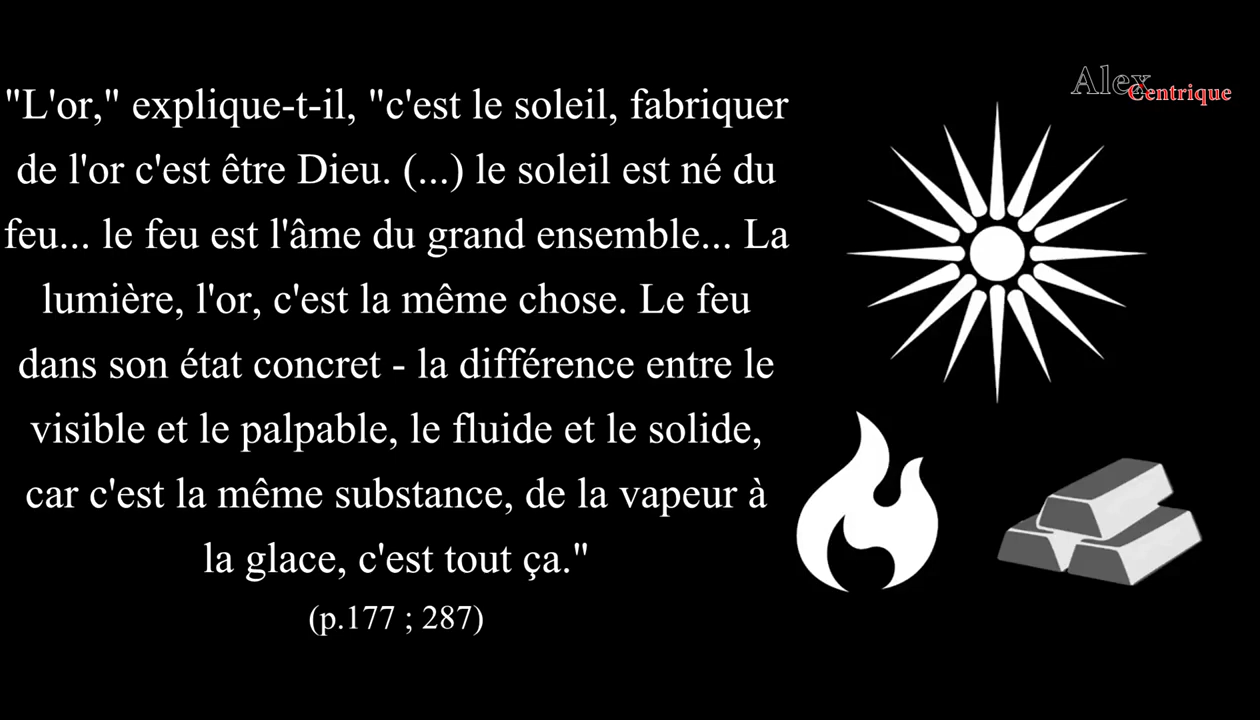 "L'or," explique-t-il, "c'est le soleil, fabriquer
de l'or c'est être Dieu. (...) le soleil est né du
feu... le feu est l'âme du grand ensemble... La
lumière, l'or, c'est la même chose. Le feu
dans son état concret - la différence entre le
visible et le palpable, le fluide et le solide,
car c'est la même substance, de la vapeur à
la glace, c'est tout ça."
(p.177 ; 287)
Alex
Centrique